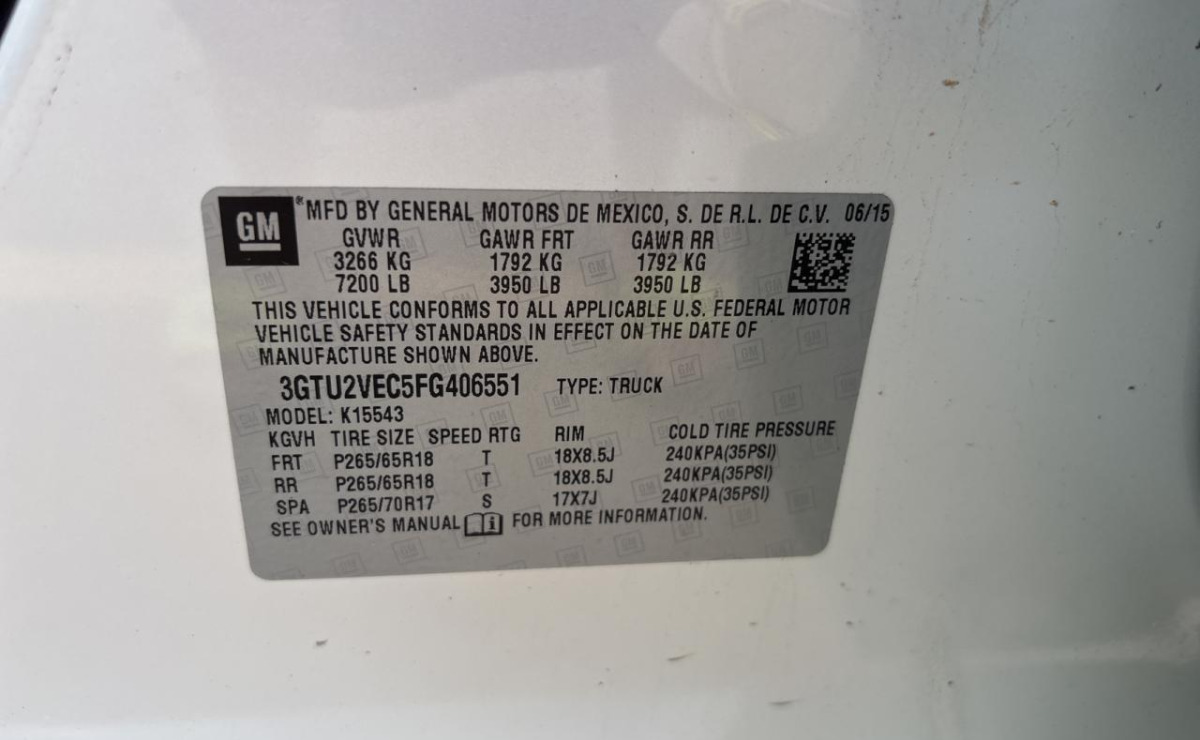 GM *MFD BY GENERAL MOTORS DE MEXICO, S. DE R.L. DE C.V. 06/15
GVWR GAWR FRT GAWR RR
3266 KG 1792 KG 1792 KG
7200 LB 3950 LB 3950 LB
THIS VEHICLE CONFORMS TO ALL APPLICABLE U.S. FEDERAL MOTOR
VEHICLE SAFETY STANDARDS IN EFFECT ON THE DATE OF
MANUFACTURE SHOWN ABOVE.
3GTU2VEC5FG406551 TYPE: TRUCK
MODEL: K15543
KGVH TIRE SIZE SPEED RTG RIM COLD TIRE PRESSURE
FRT P265/65R18 T 18X8.5J 240KPA(35PSI)
RR P265/65R18 T 18X8.5J 240KPA(35PSI)
SPA P265/70R17 S 17X7J 240KPA(35PSI)
SEE OWNER'S MANUAL i FOR MORE INFORMATION.